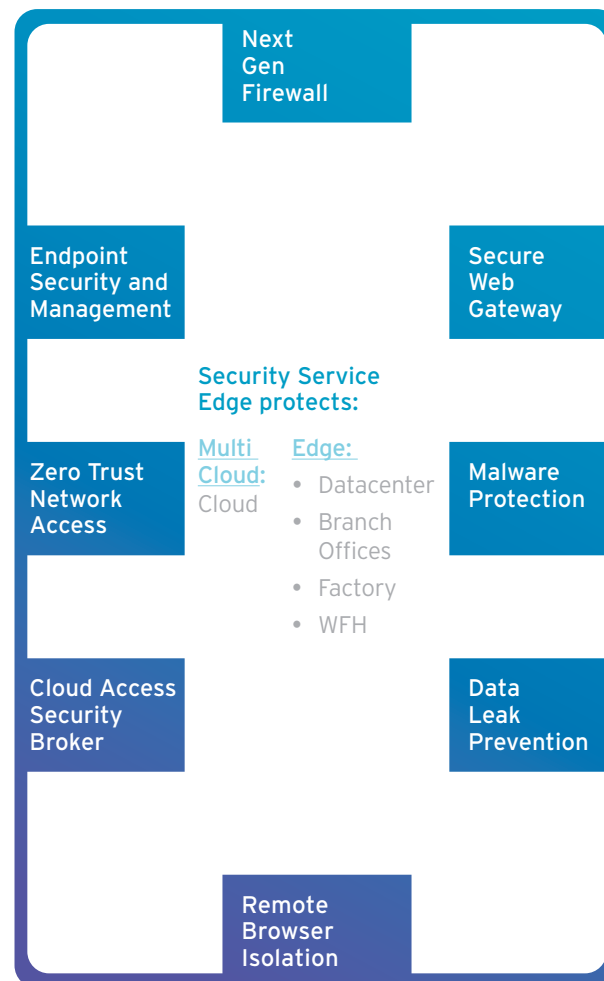 Next
Gen
Firewall
Endpoint
Security and
Management
Secure
Web
Gateway
Security Service
Edge protects:
Multi
Cloud:
Cloud
Edge:
• Datacenter
• Branch
Offices
• Factory
• WFH
Zero Trust
Network
Access
Malware
Protection
Cloud Access
Security
Broker
Data
Leak
Prevention
Remote
Browser
Isolation